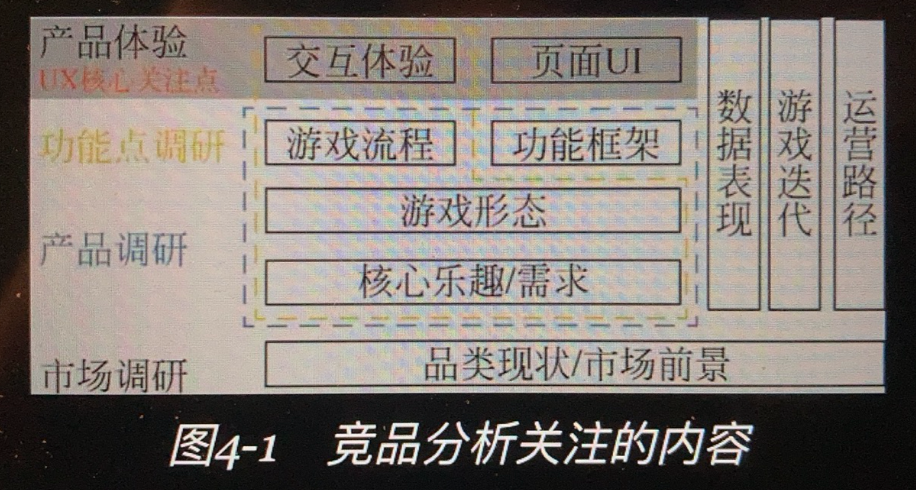 产品体验
UX核心关注点
交互体验
页面UI
功能点调研
游戏流程
功能框架
游戏形态
产品调研
核心乐趣/需求
数据表现
游戏迭代
运营路径
市场调研
品类现状/市场前景
图4-1 竞品分析关注的内容